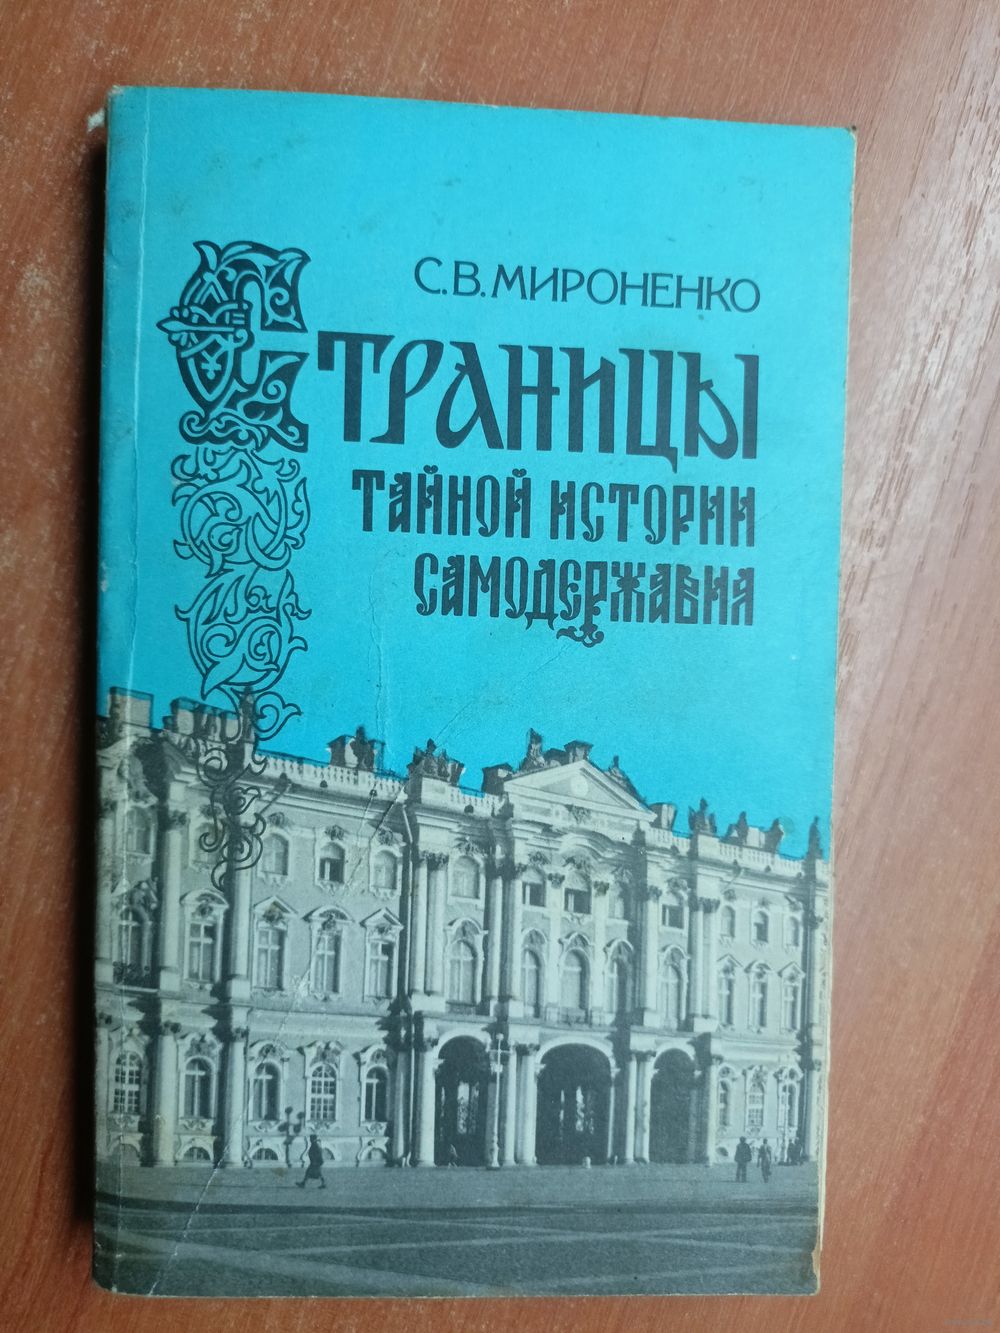 С.В.МИРОНЕНКО
СТРАНИЦЫ
ТАЙНОЙ ИСТОРИИ
САМОДЕРЖАВИЯ